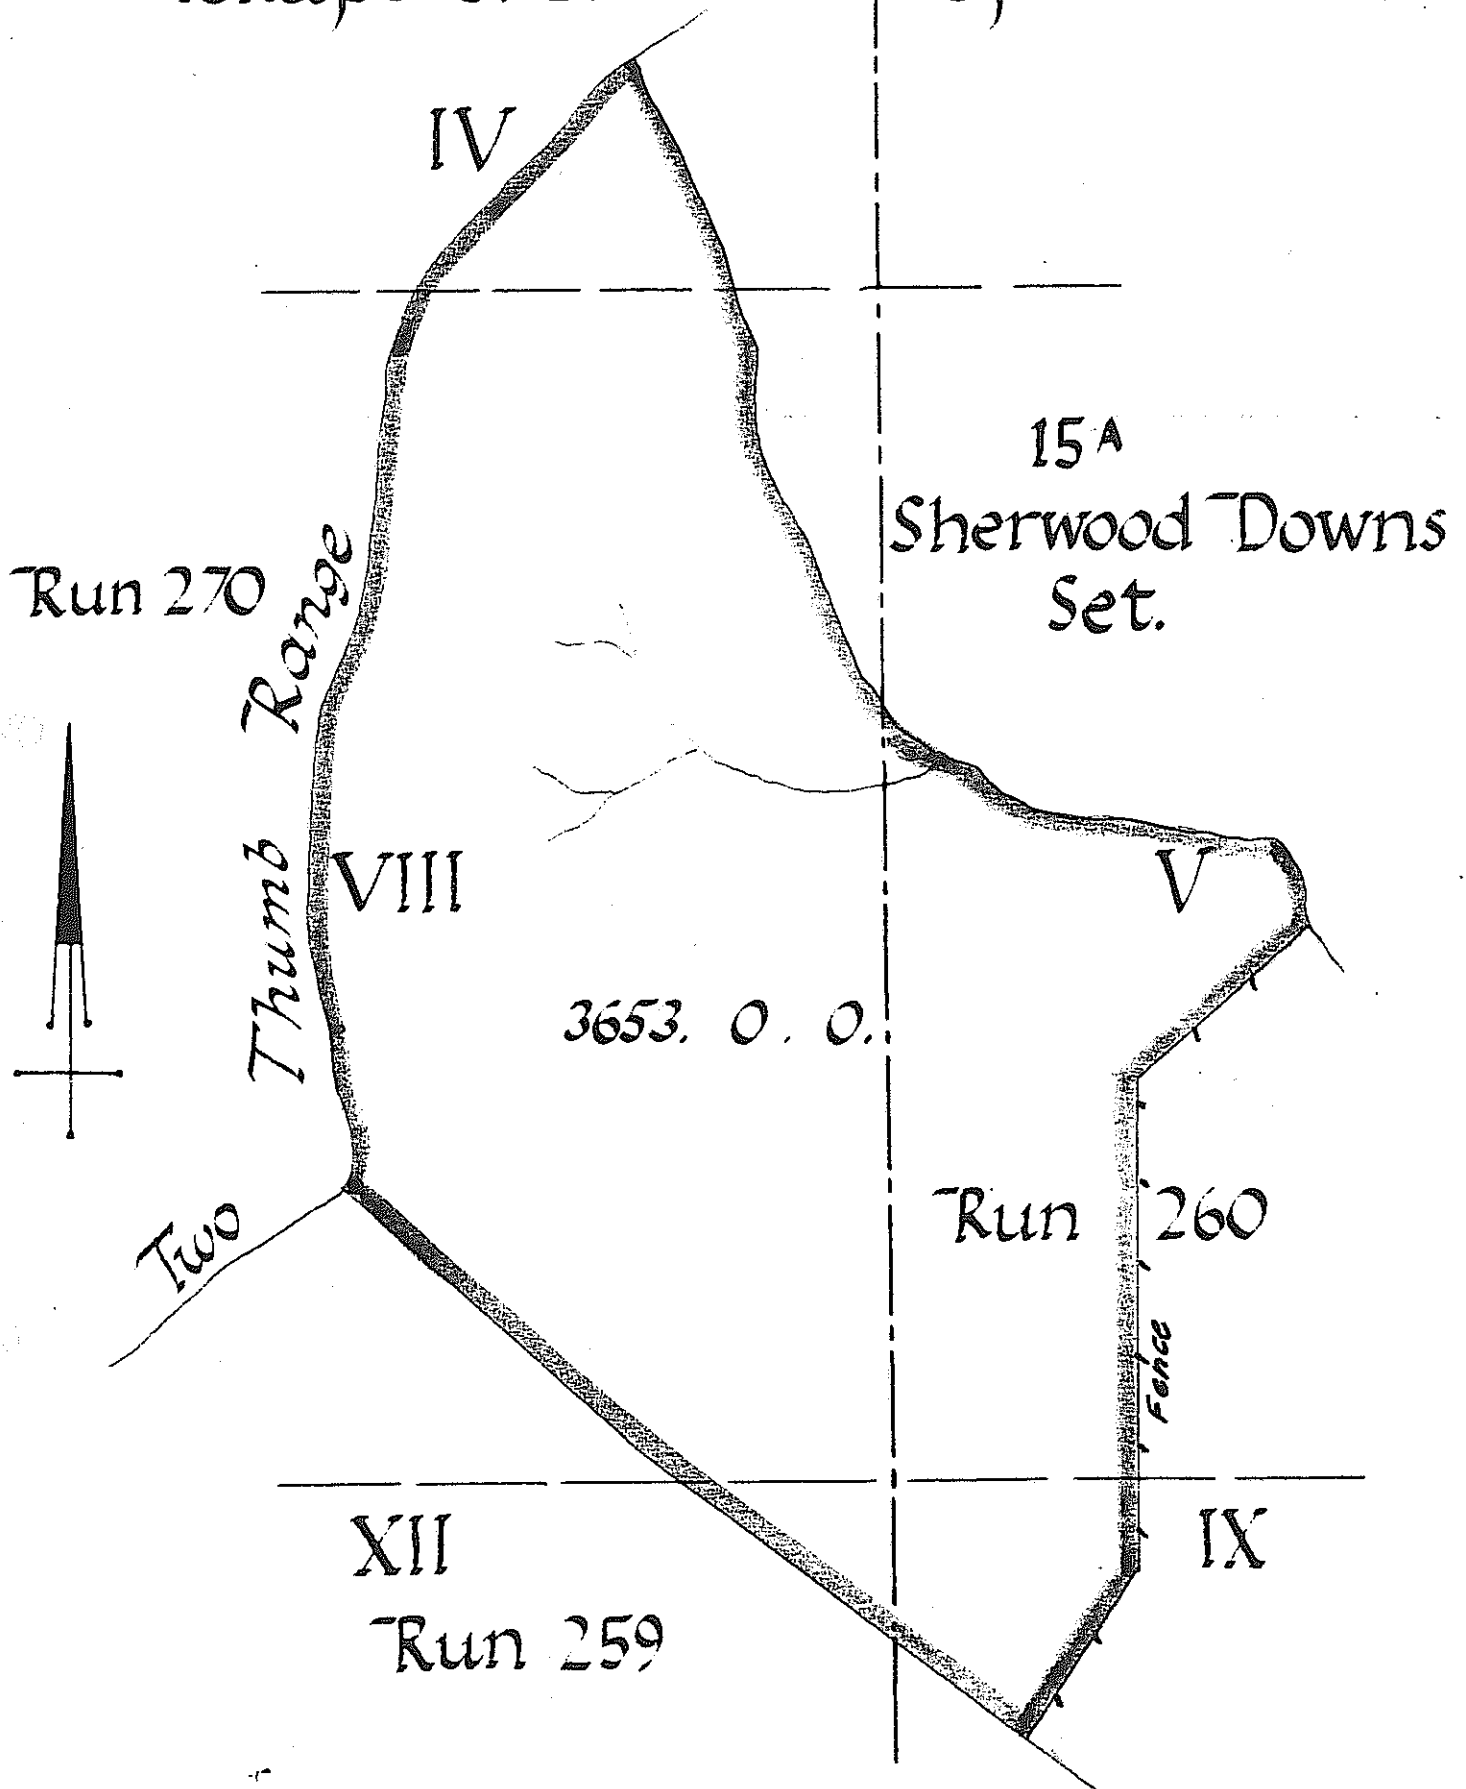 IV
15A
Sherwood Downs
Set.
Run 270
Two Thumb Range
VIII
V
3653. 0. 0.
Run 260
Fence
XII
IX
Run 259